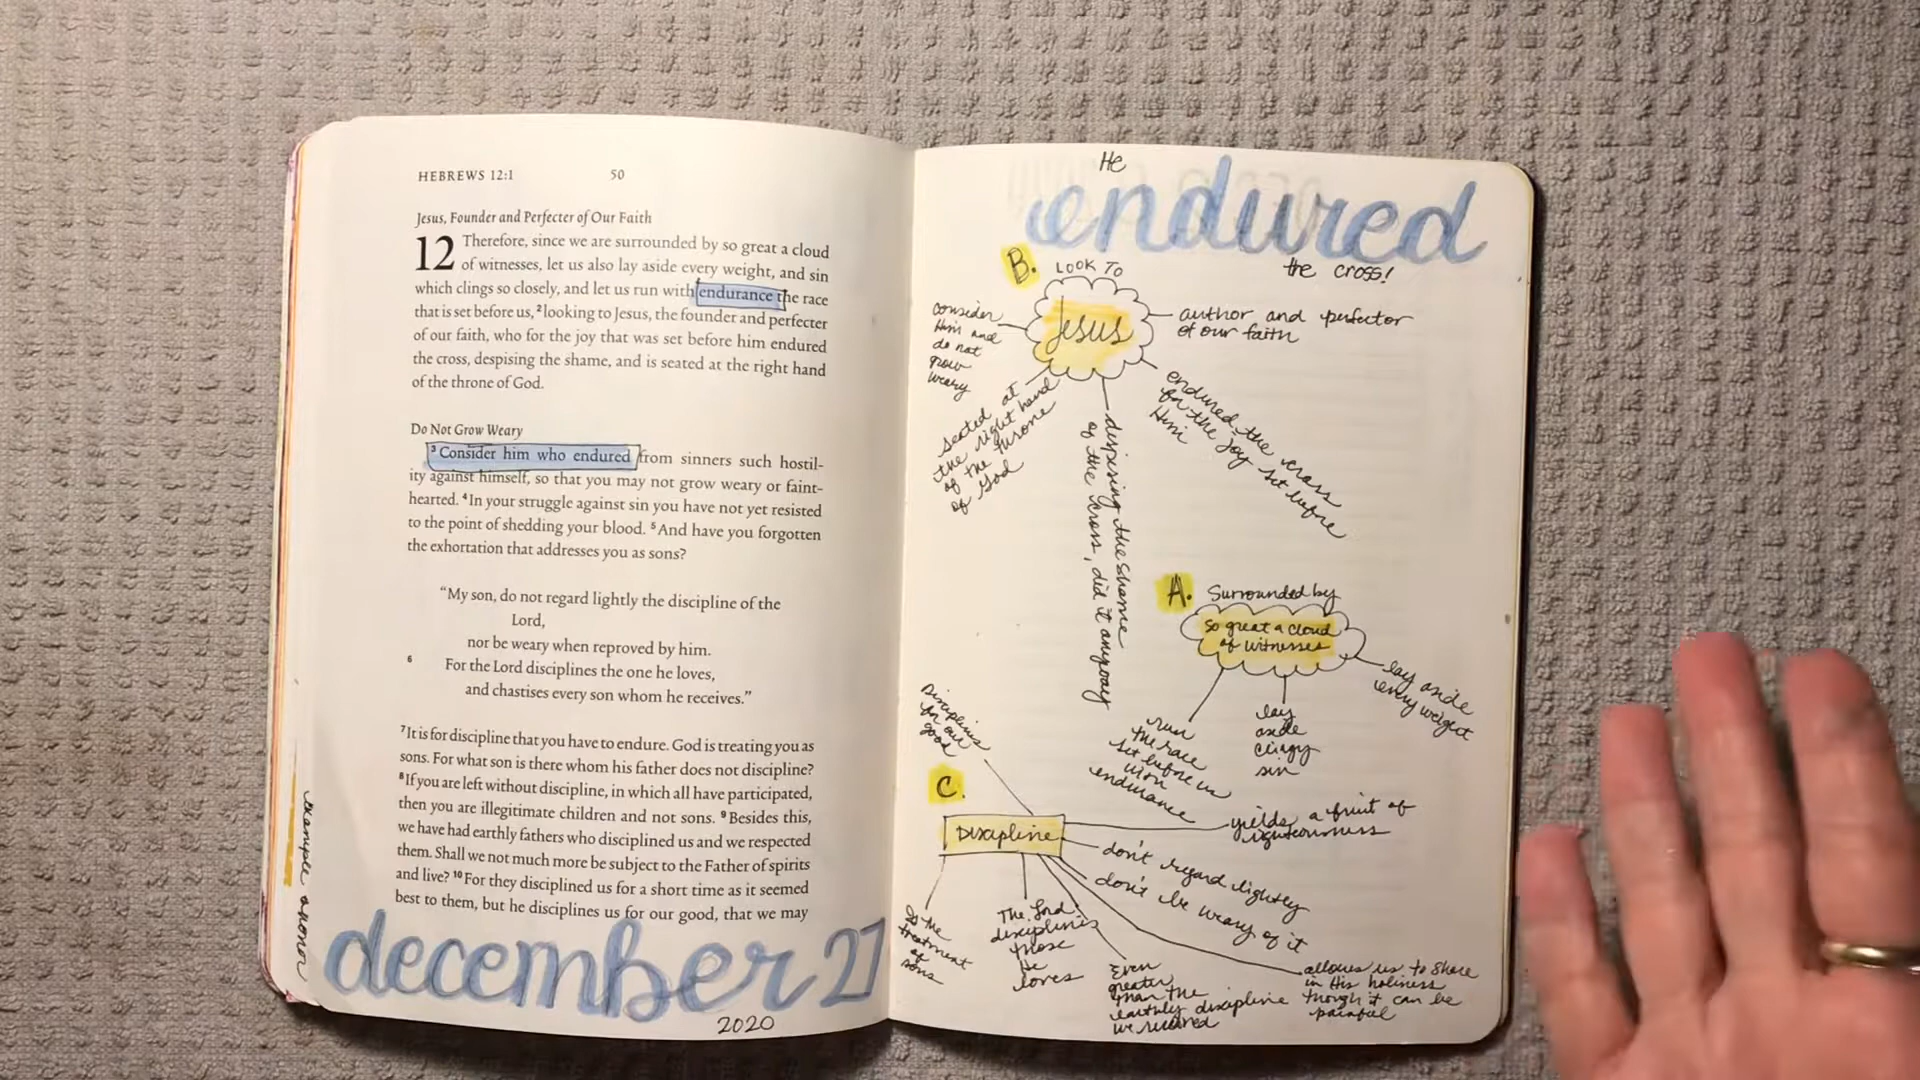 HEBREWS 12:1 50
Jesus, Founder and Perfecter of Our Faith
12 Therefore, since we are surrounded by so great a cloud
of witnesses, let us also lay aside every weight, and sin
which clings so closely, and let us run with endurance the race
that is set before us, 2 looking to Jesus, the founder and perfecter
of our faith, who for the joy that was set before him endured
the cross, despising the shame, and is seated at the right hand
of the throne of God.
Do Not Grow Weary
3 Consider him who endured from sinners such hostil-
ity against himself, so that you may not grow weary or faint-
hearted. 4 In your struggle against sin you have not yet resisted
to the point of shedding your blood. 5 And have you forgotten
the exhortation that addresses you as sons?
“My son, do not regard lightly the discipline of the
Lord,
nor be weary when reproved by him.
6 For the Lord disciplines the one he loves,
and chastises every son whom he receives.”
7 It is for discipline that you have to endure. God is treating you as
sons. For what son is there whom his father does not discipline?
8 If you are left without discipline, in which all have participated,
then you are illegitimate children and not sons. 9 Besides this,
we have had earthly fathers who disciplined us and we respected
them. Shall we not much more be subject to the Father of spirits
and live? 10 For they disciplined us for a short time as it seemed
best to them, but he disciplines us for our good, that we may
december 27
2020
He
endured
the cross!
B. LOOK TO
Jesus
author and perfector
of our faith
endured the cross
for the joy set before
Him
despising the shame
of the cross, did it anyway
seated at
the right hand
of the throne
of God
consider
Him and
do not
grow
weary
A. Surrounded by
so great a cloud
of witnesses
lay aside
every weight
lay
aside
clingy
sin
run
the race
set before us
endurance
C.
Discipline
for our
good
Discipline
yields a fruit of
righteousness
don't regard lightly
don't be weary of it
allows us to share
in His holiness
though it can be
painful
Even
greater
than the
earthly discipline
we received
The Lord
disciplines
those
He
loves
the
treatment
of
sons